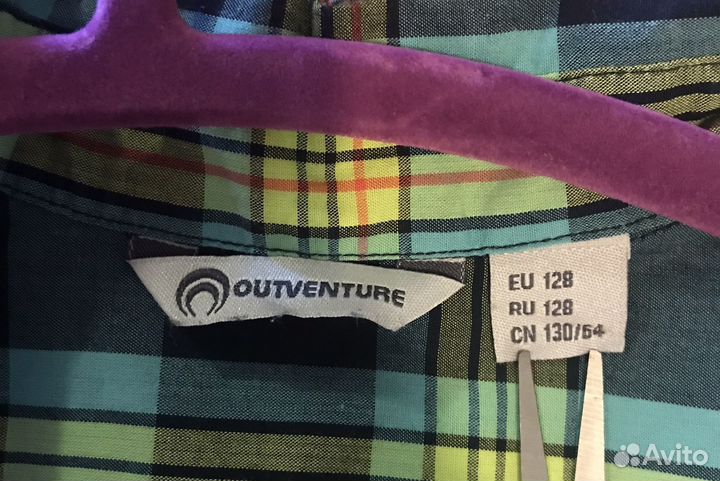 OUTVENTURE
EU 128
RU 128
CN 130/64
Avito